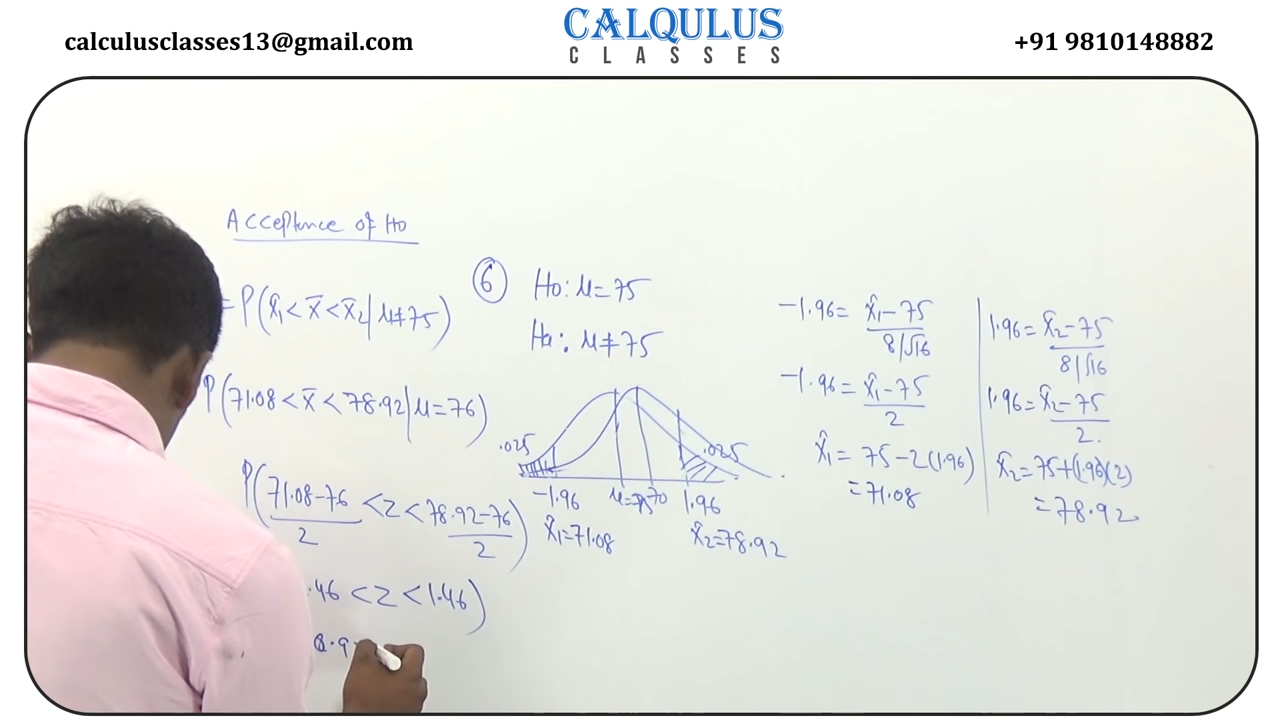 calculusclasses13@gmail.com
CALQULUS
CLASSES
+91 9810148882
Acceptance of Ho
= P(x̂1 < x̄ < x̄2 | μ≠75)
P(71.08 < x̄ < 78.92 | μ=76)
P(71.08-76/2 < Z < 78.92-76/2)
.46 < Z < 1.46)
6
Ho: μ=75
Ha: μ≠75
.025
.025
-1.96
1.96
x̂1=71.08
x̂2=78.92
-1.96 = x̂1-75/8/√16
-1.96 = x̂1-75/2
x̂1 = 75-2(1.96)
=71.08
1.96 = x̂2-75/8/√16
1.96 = x̂2-75/2.
x̂2=75+(1.96)(2)
=78.92